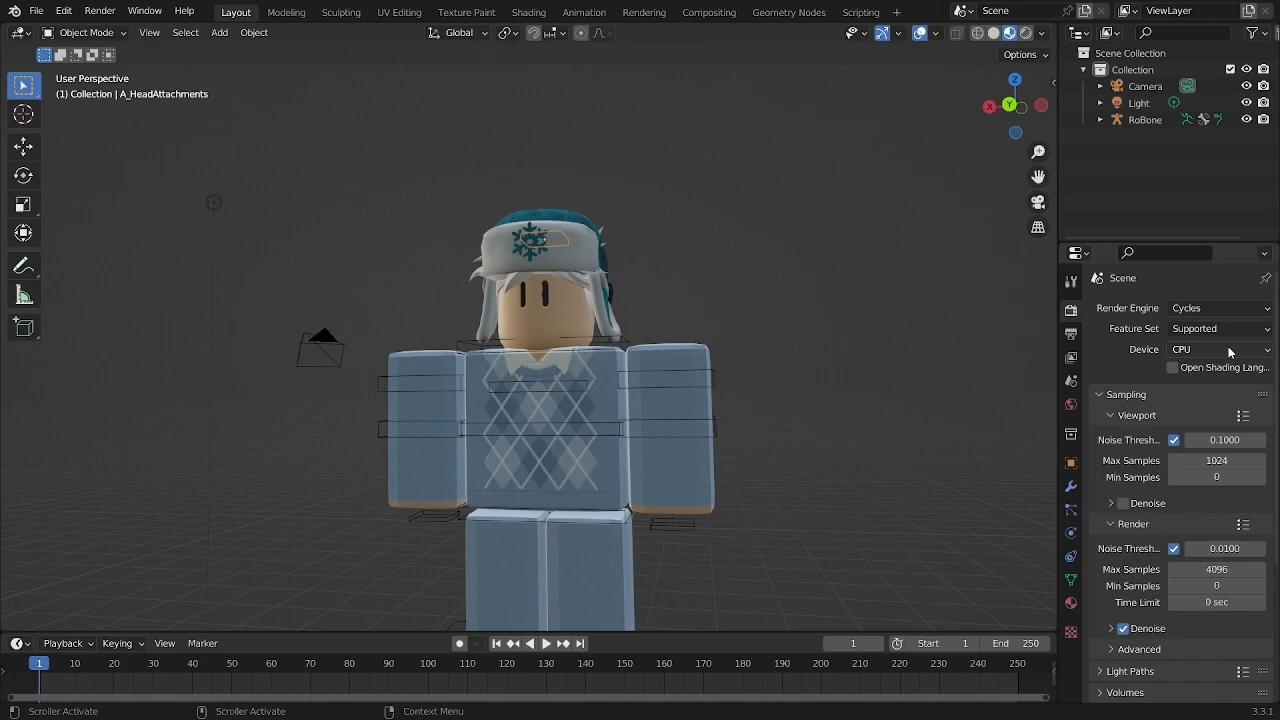 File Edit Render Window Help Layout Modeling Sculpting UV Editing Texture Paint Shading Animation Rendering Compositing Geometry Nodes Scripting + Scene ViewLayer
Object Mode View Select Add Object Global
Options
User Perspective
(1) Collection | A_HeadAttachments
Z
X
Y
Scene Collection
Collection
Camera
Light
RoBone
Scene
Render Engine Cycles
Feature Set Supported
Device CPU
Open Shading Lang...
Sampling
Viewport
Noise Thresh.. 0.1000
Max Samples 1024
Min Samples 0
Denoise
Render
Noise Thresh.. 0.0100
Max Samples 4096
Min Samples 0
Time Limit 0 sec
Denoise
Advanced
Light Paths
Volumes
Playback Keying View Marker 1 Start 1 End 250
1 10 20 30 40 50 60 70 80 90 100 110 120 130 140 150 160 170 180 190 200 210 220 230 240 250
Scroller Activate Scroller Activate Context Menu 3.3.1